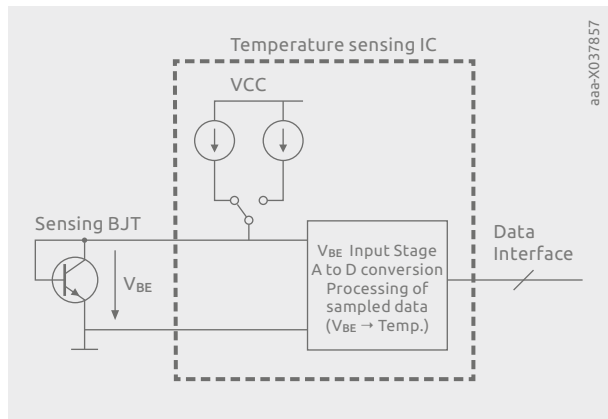 Temperature sensing IC
aaa-X037857
VCC
Sensing BJT
VBE
VBE Input Stage
A to D conversion
Processing of
sampled data
(VBE → Temp.)
Data
Interface